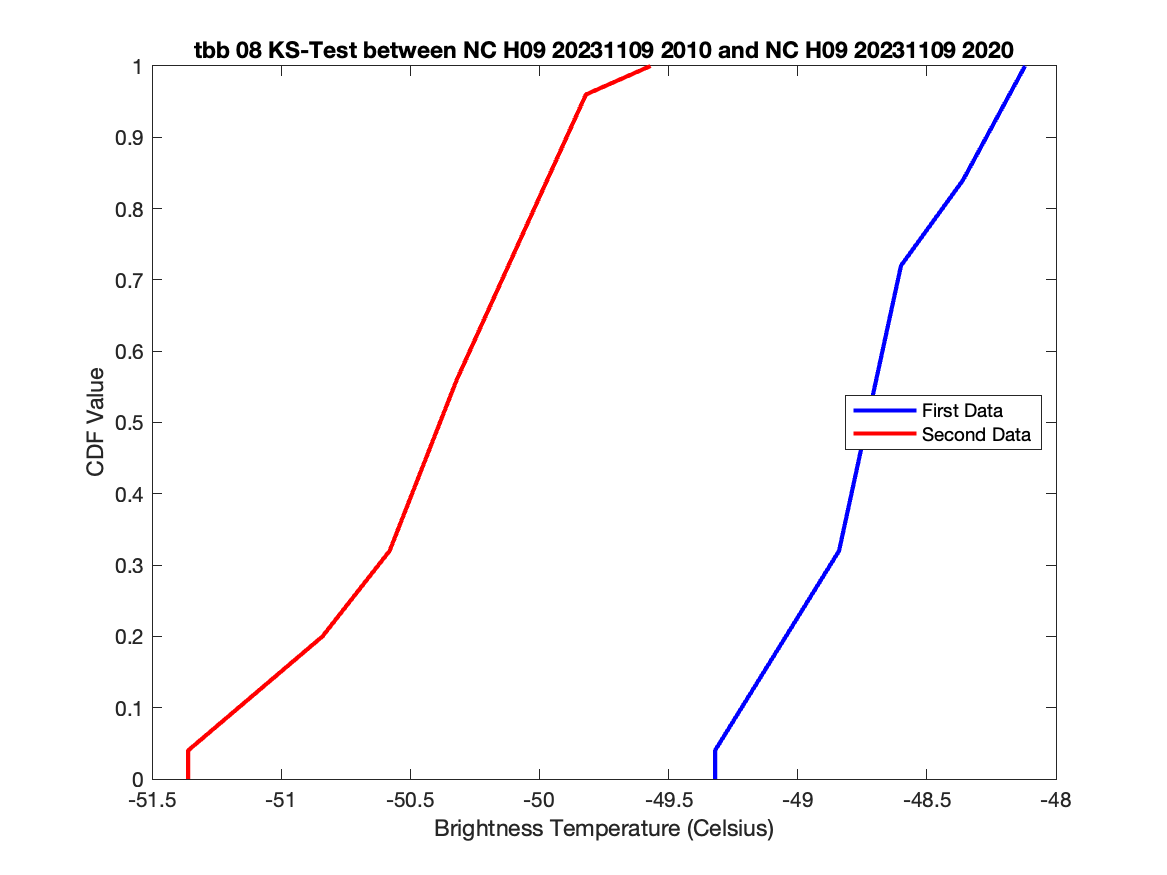 tbb 08 KS-Test between NC H09 20231109 2010 and NC H09 20231109 2020
1
0.9
0.8
0.7
0.6
0.5
0.4
0.3
0.2
0.1
0
CDF Value
First Data
Second Data
-51.5 -51 -50.5 -50 -49.5 -49 -48.5 -48
Brightness Temperature (Celsius)